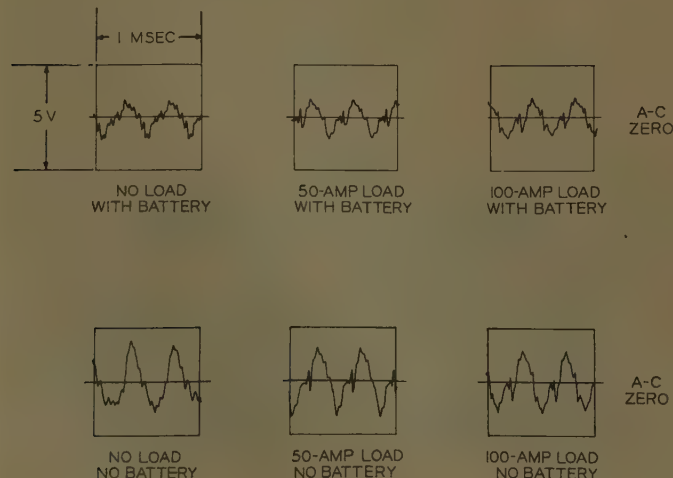 1 MSEC
5 V
A-C
ZERO
NO LOAD
WITH BATTERY
50-AMP LOAD
WITH BATTERY
100-AMP LOAD
WITH BATTERY
A-C
ZERO
NO LOAD
NO BATTERY
50-AMP LOAD
NO BATTERY
100-AMP LOAD
NO BATTERY